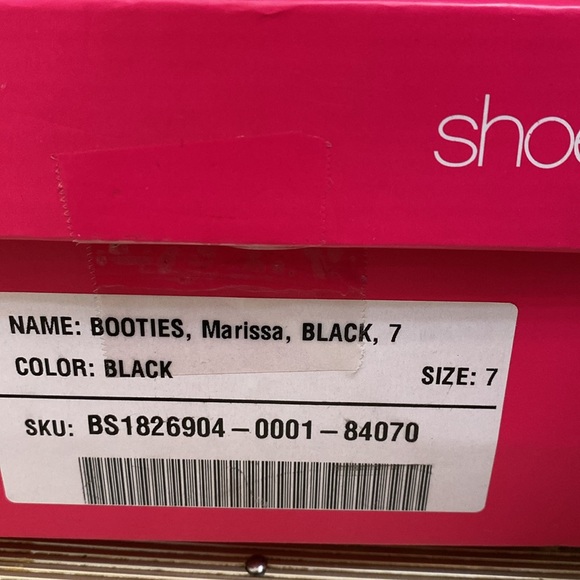 shoe
NAME: BOOTIES, Marissa, BLACK, 7
COLOR: BLACK SIZE: 7
SKU: BS1826904-0001-84070